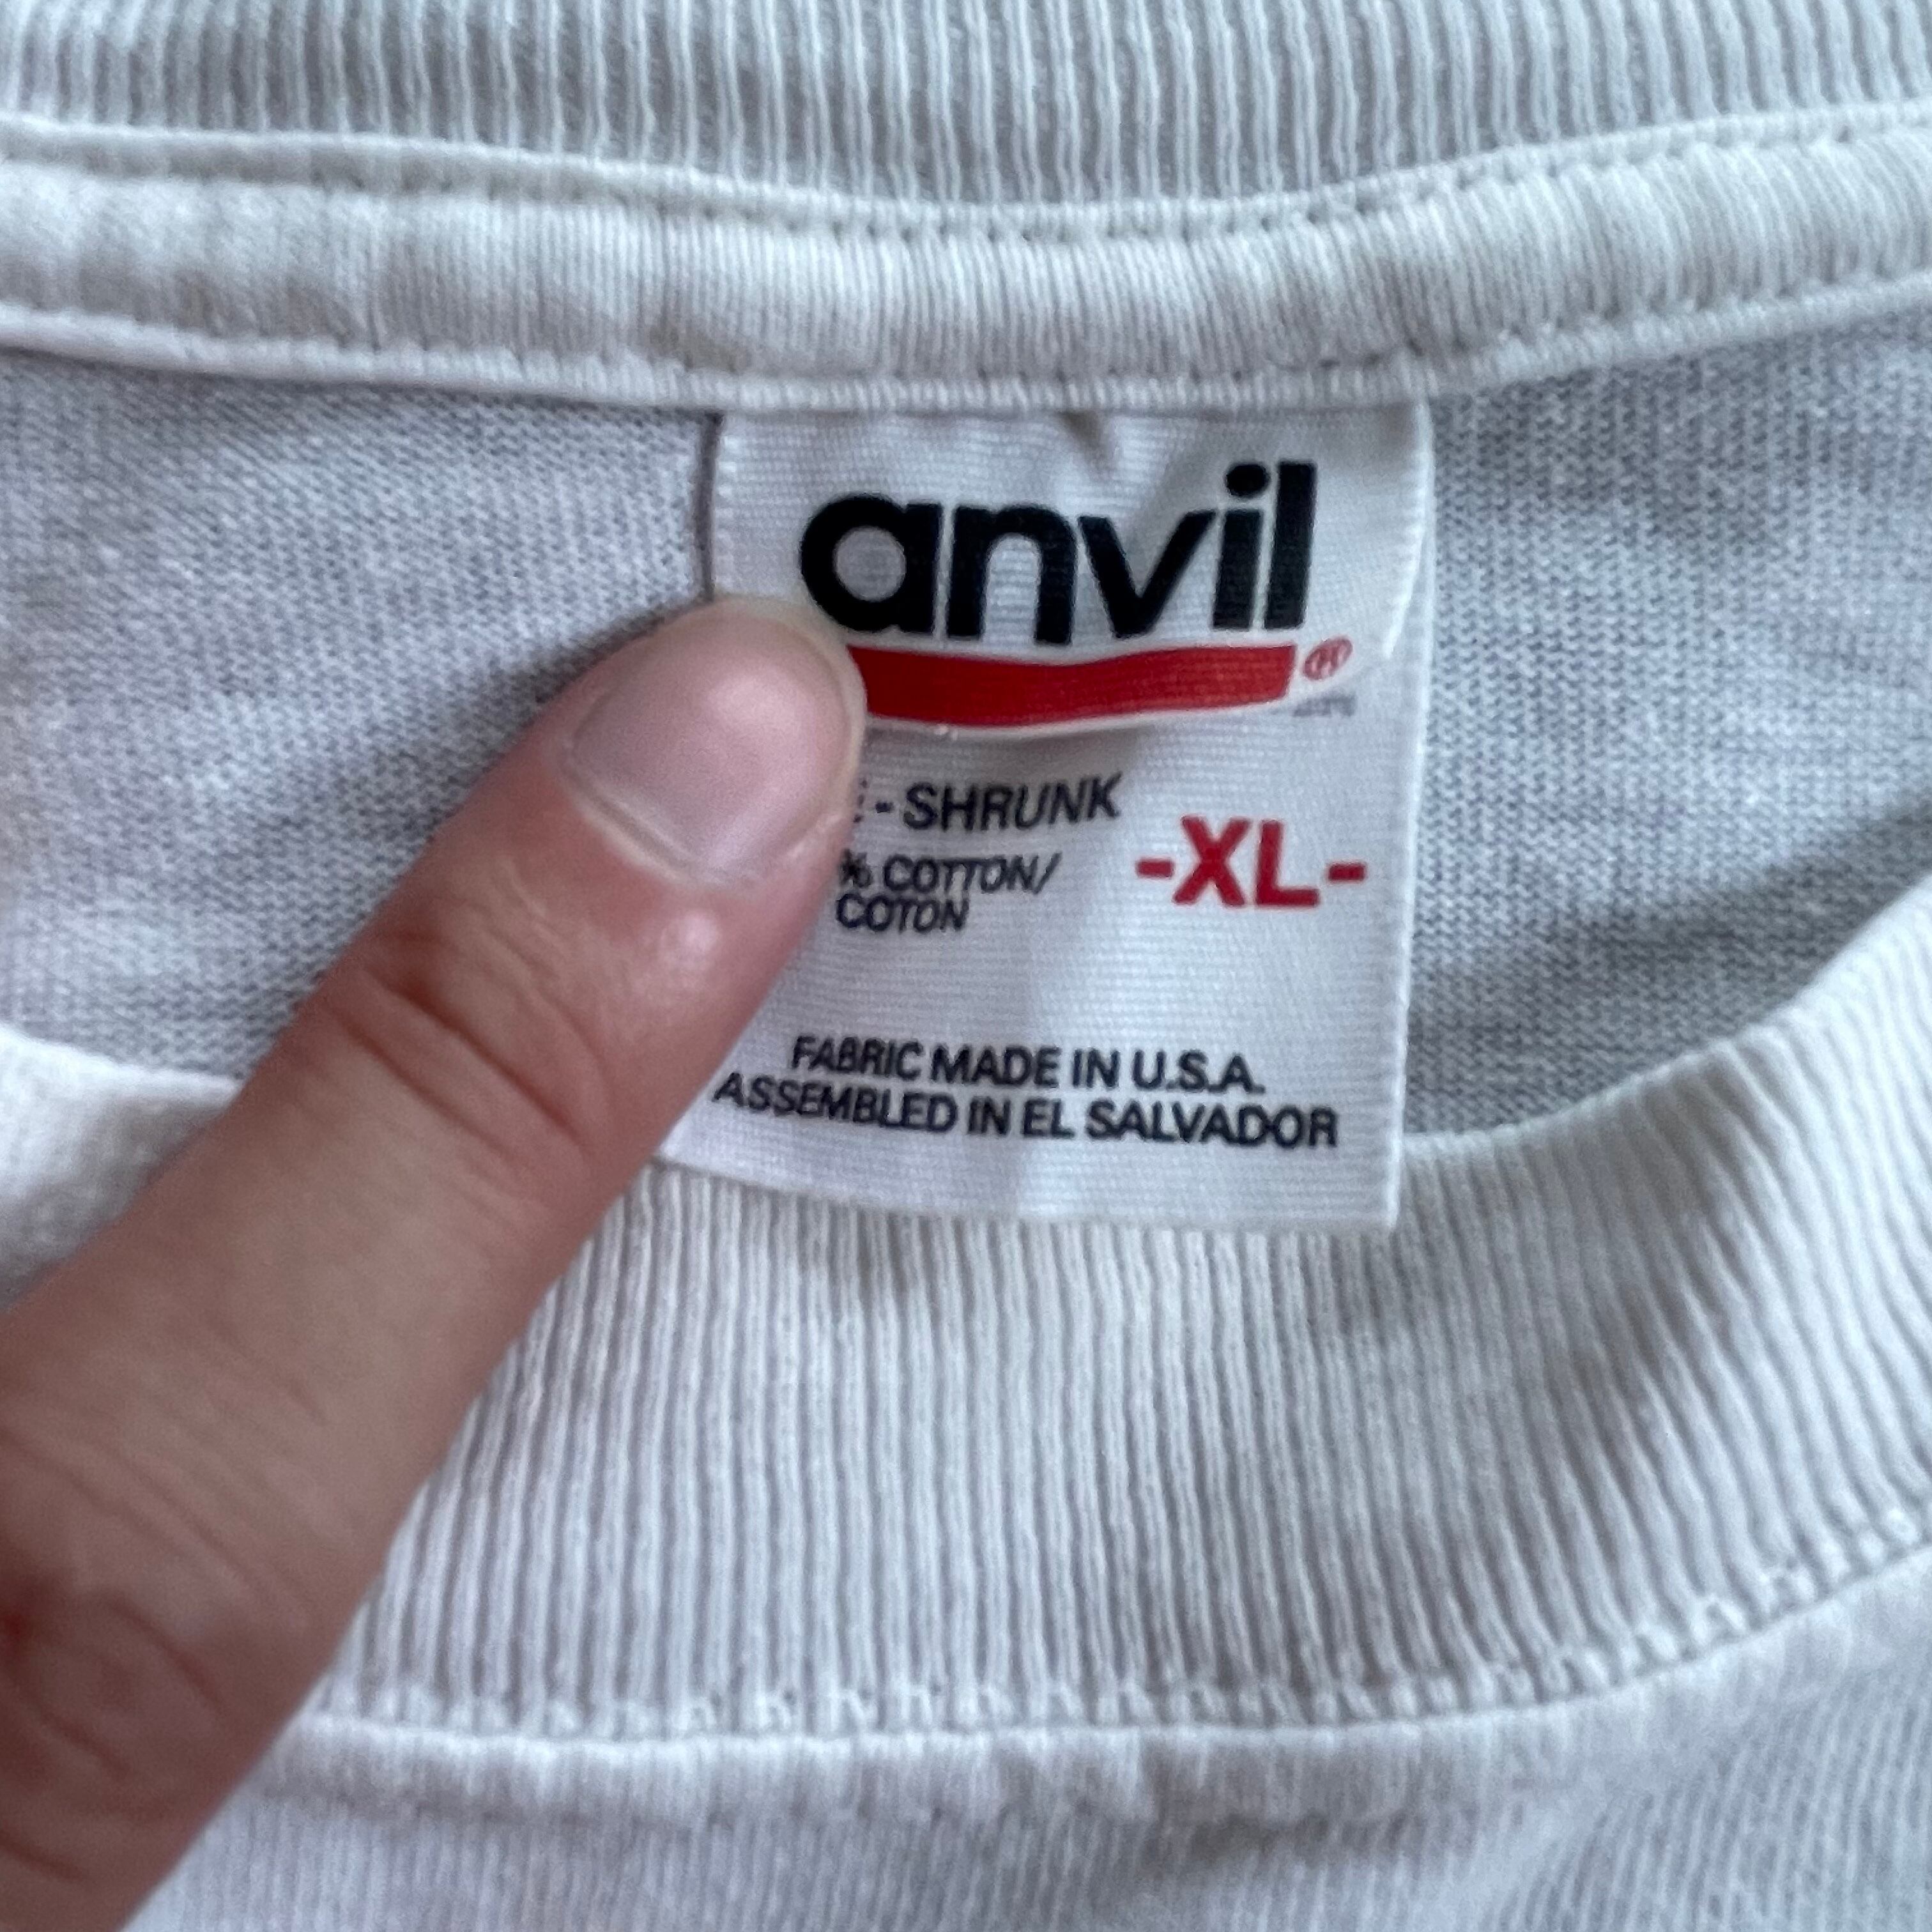 anvil
®
- SHRUNK
-XL-
% COTTON/
COTON
FABRIC MADE IN U.S.A.
ASSEMBLED IN EL SALVADOR